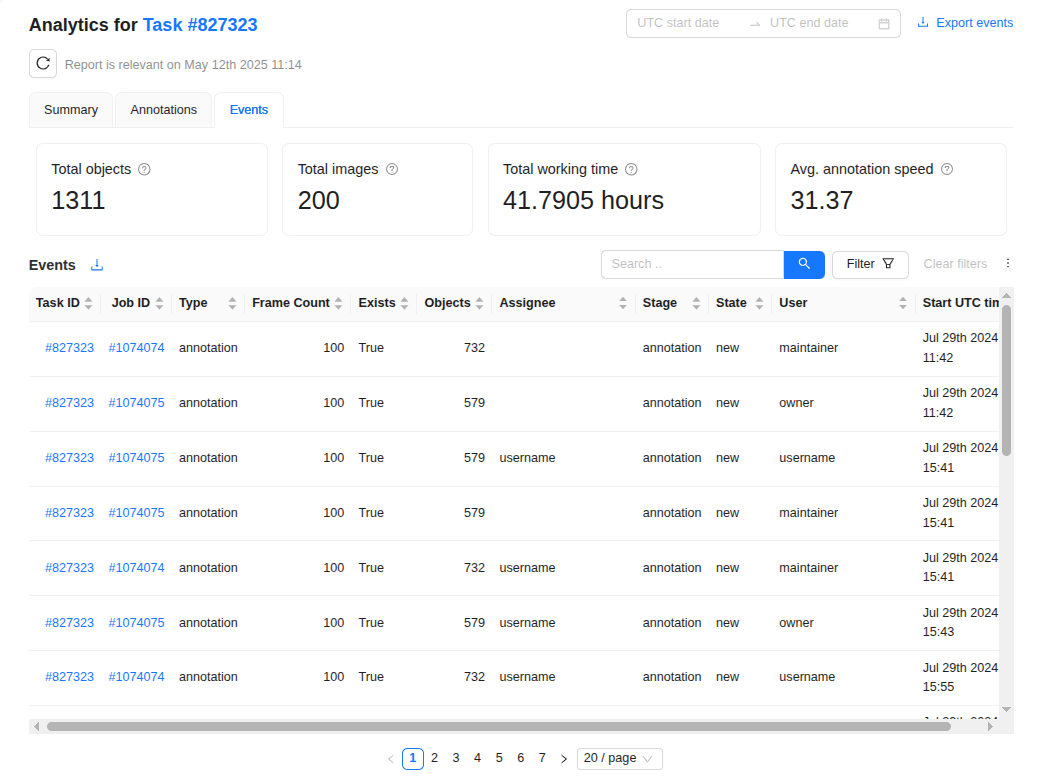 Analytics for Task #827323
UTC start date UTC end date Export events
Report is relevant on May 12th 2025 11:14
Summary Annotations Events
Total objects Total images Total working time Avg. annotation speed
1311 200 41.7905 hours 31.37
Events Search .. Filter Clear filters
Task ID Job ID Type Frame Count Exists Objects Assignee Stage State User Start UTC tim
#827323 #1074074 annotation 100 True 732 annotation new maintainer Jul 29th 2024
11:42
#827323 #1074075 annotation 100 True 579 annotation new owner Jul 29th 2024
11:42
#827323 #1074075 annotation 100 True 579 username annotation new username Jul 29th 2024
15:41
#827323 #1074075 annotation 100 True 579 annotation new maintainer Jul 29th 2024
15:41
#827323 #1074074 annotation 100 True 732 username annotation new maintainer Jul 29th 2024
15:41
#827323 #1074075 annotation 100 True 579 username annotation new owner Jul 29th 2024
15:43
#827323 #1074074 annotation 100 True 732 username annotation new username Jul 29th 2024
15:55
1 2 3 4 5 6 7 20 / page